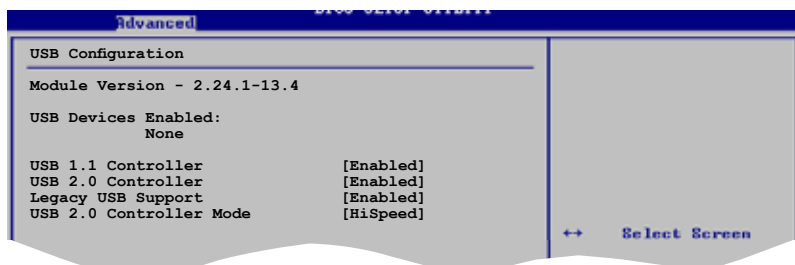 Advanced
USB Configuration
Module Version - 2.24.1-13.4
USB Devices Enabled:
None
USB 1.1 Controller [Enabled]
USB 2.0 Controller [Enabled]
Legacy USB Support [Enabled]
USB 2.0 Controller Mode [HiSpeed]
↔ Select Screen